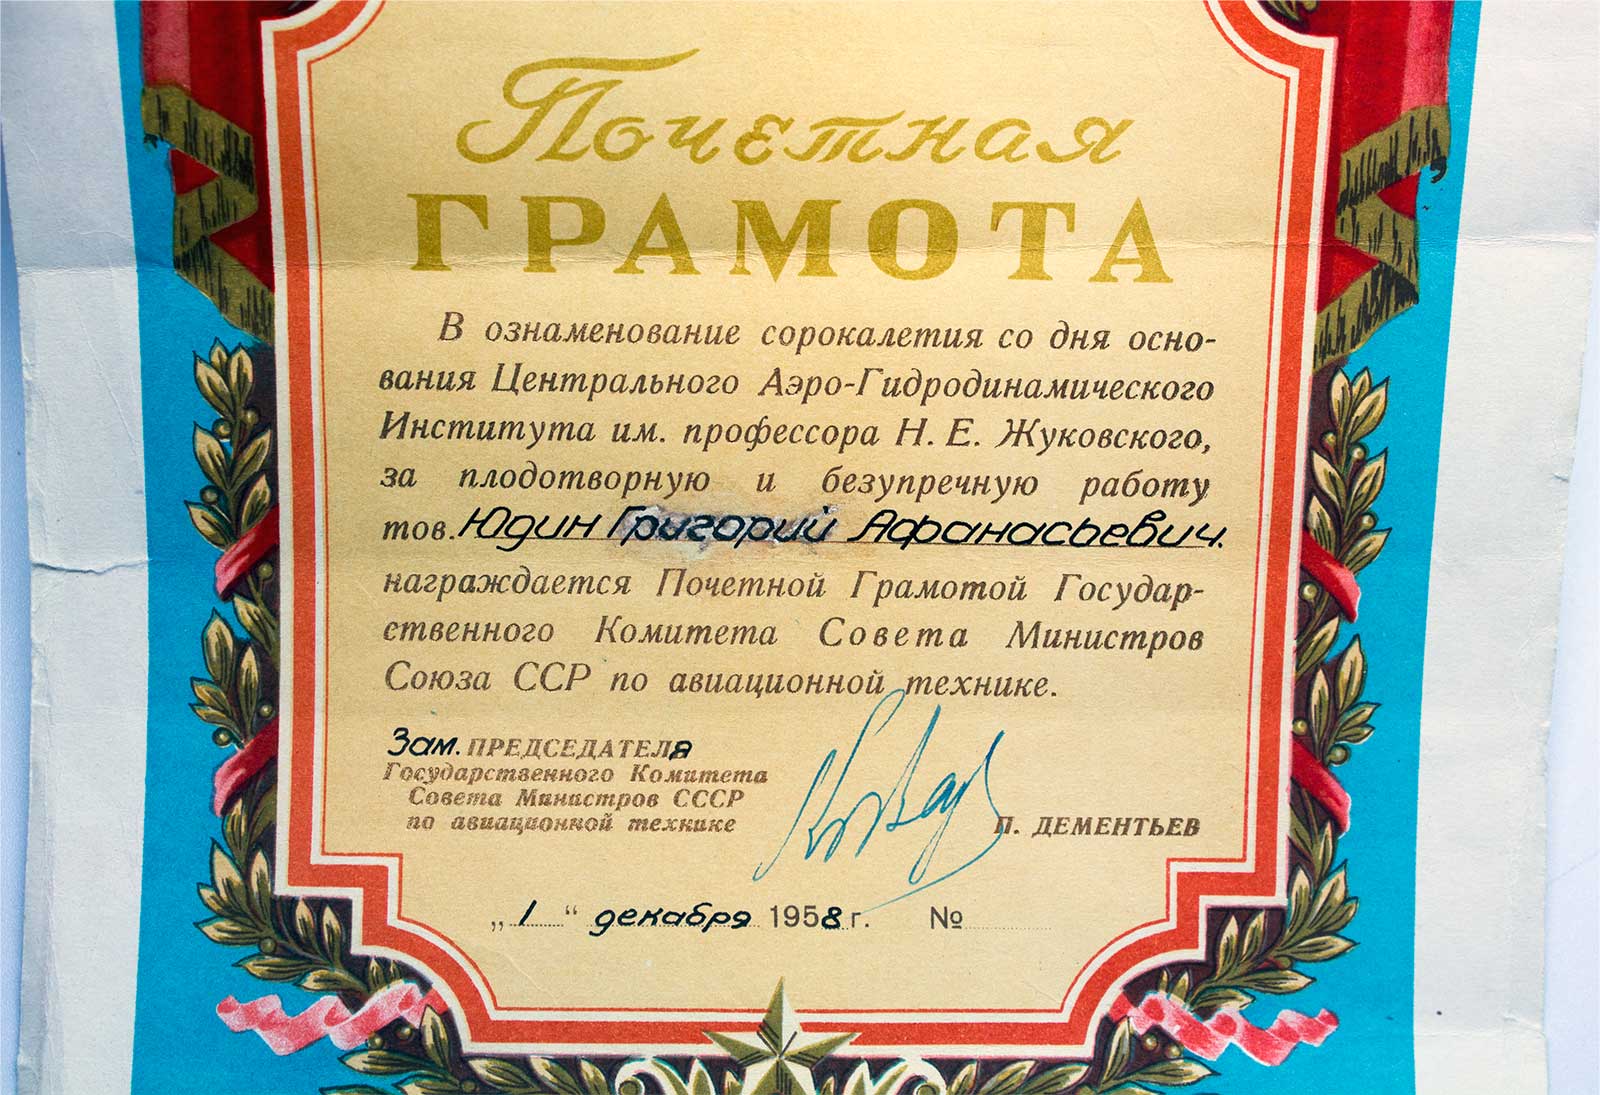 Почетная
ГРАМОТА
В ознаменование сорокалетия со дня осно-
вания Центрального Аэро-Гидродинамического
Института им. профессора Н. Е. Жуковского,
за плодотворную и безупречную работу
тов. Юдин Григорий Афанасьевич.
награждается Почетной Грамотой Государ-
ственного Комитета Совета Министров
Союза ССР по авиационной технике.
Зам. ПРЕДСЕДАТЕЛЯ
Государственного Комитета
Совета Министров СССР
по авиационной технике
П. ДЕМЕНТЬЕВ
„1“ декабря 1958 г. №